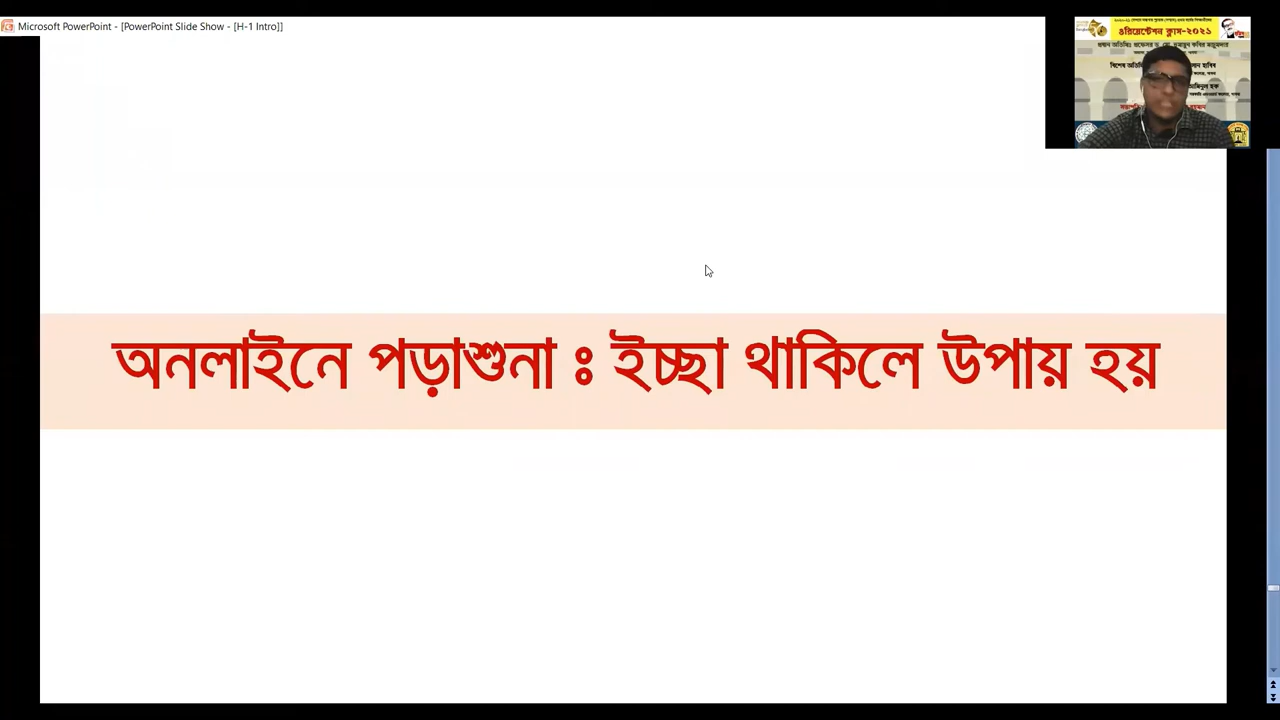 Microsoft PowerPoint - [PowerPoint Slide Show - [H-1 Intro]]
ওরিয়েন্টেশন ক্লাস-২০২১
অনলাইনে পড়াশুনা ঃ ইচ্ছা থাকিলে উপায় হয়